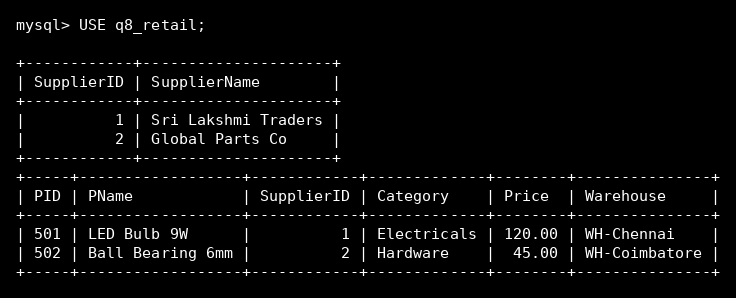 mysql> USE q8_retail;

+------------+---------------------+
| SupplierID | SupplierName        |
+------------+---------------------+
|          1 | Sri Lakshmi Traders |
|          2 | Global Parts Co     |
+------------+---------------------+
+-----+------------------+------------+-------------+--------+---------------+
| PID | PName            | SupplierID | Category    | Price  | Warehouse     |
+-----+------------------+------------+-------------+--------+---------------+
| 501 | LED Bulb 9W      |          1 | Electricals | 120.00 | WH-Chennai    |
| 502 | Ball Bearing 6mm |          2 | Hardware    |  45.00 | WH-Coimbatore |
+-----+------------------+------------+-------------+--------+---------------+